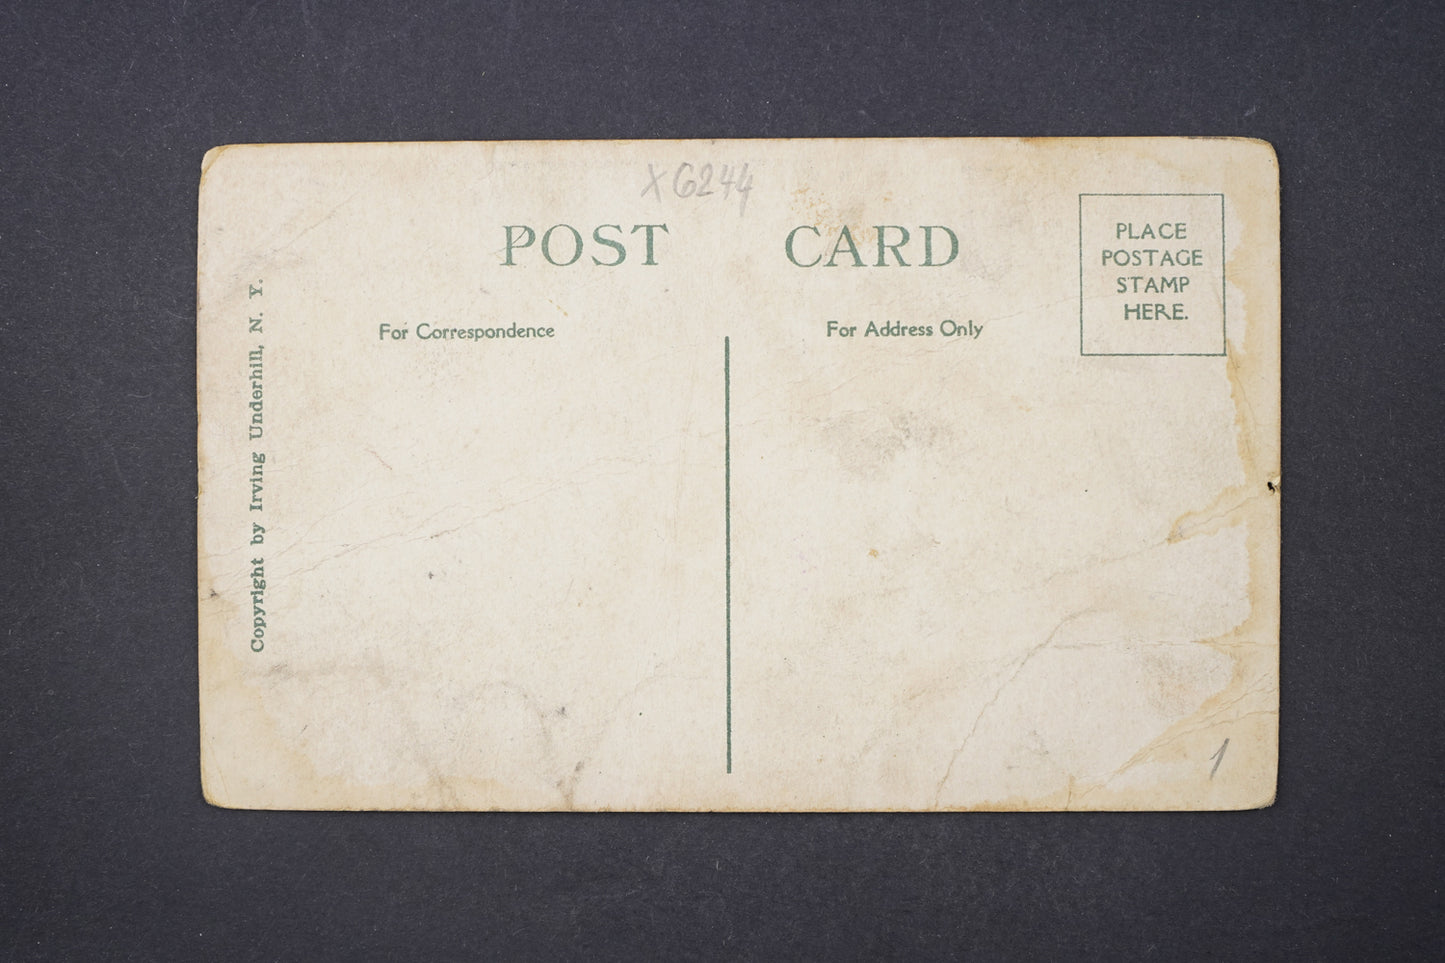 X6244
POST CARD
PLACE
POSTAGE
STAMP
HERE.
For Correspondence
For Address Only
Copyright by Irving Underhill, N. Y.
1